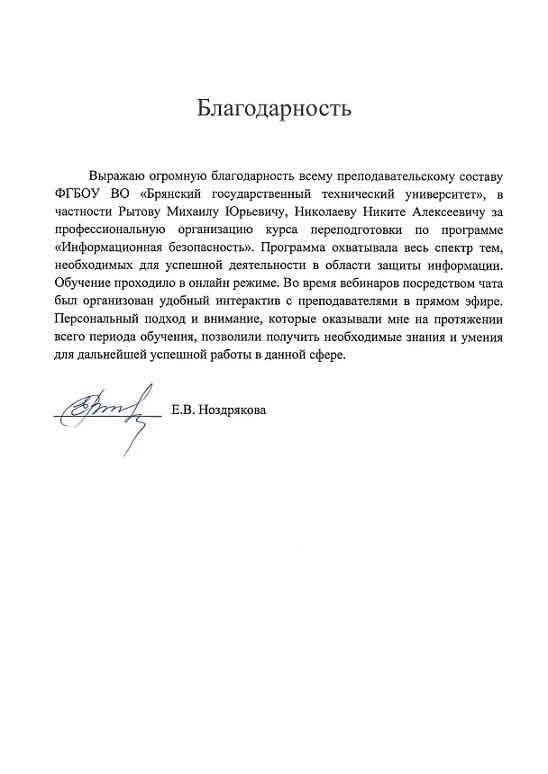 Благодарность
Выражаю огромную благодарность всему преподавательскому составу
ФГБОУ ВО «Брянский государственный технический университет», в
частности Рытову Михаилу Юрьевичу, Николаеву Никите Алексеевичу за
профессиональную организацию курса переподготовки по программе
«Информационная безопасность». Программа охватывала весь спектр тем,
необходимых для успешной деятельности в области защиты информации.
Обучение проходило в онлайн режиме. Во время вебинаров посредством чата
был организован удобный интерактив с преподавателями в прямом эфире.
Персональный подход и внимание, которые оказывали мне на протяжении
всего периода обучения, позволили получить необходимые знания и умения
для дальнейшей успешной работы в данной сфере.
Е.В. Ноздрякова